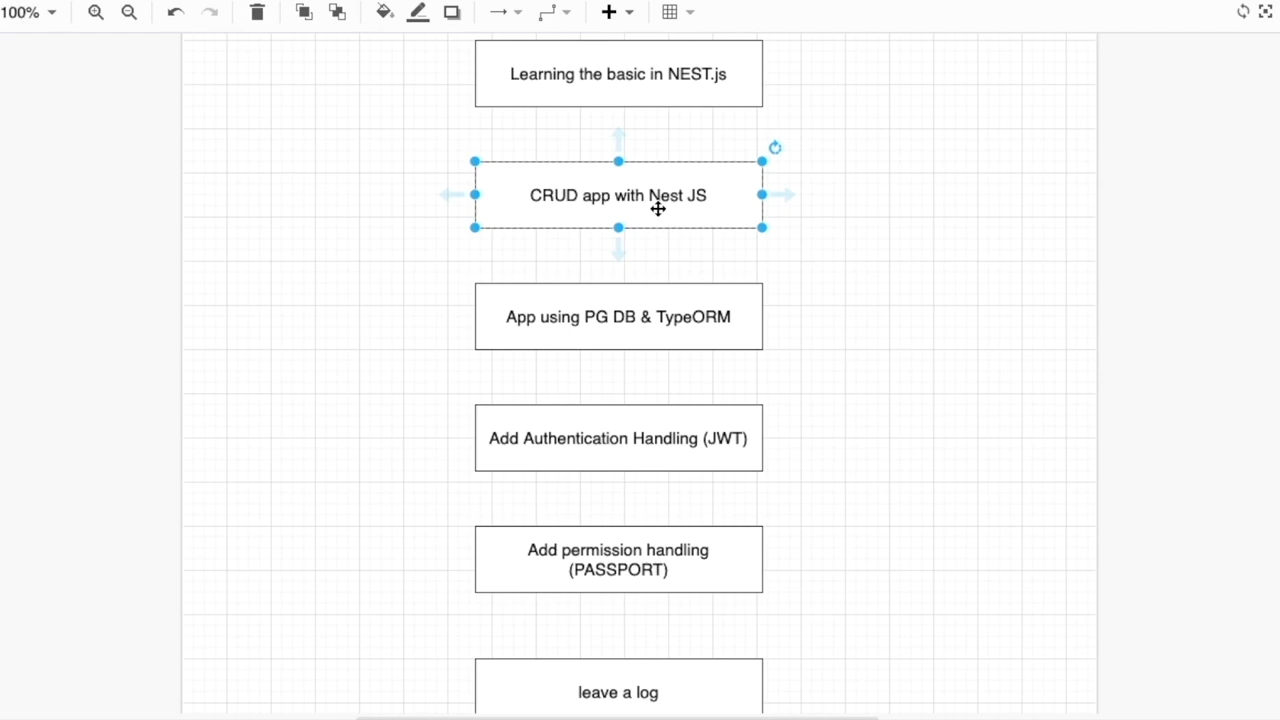 100%
Learning the basic in NEST.js
CRUD app with Nest JS
App using PG DB & TypeORM
Add Authentication Handling (JWT)
Add permission handling
(PASSPORT)
leave a log